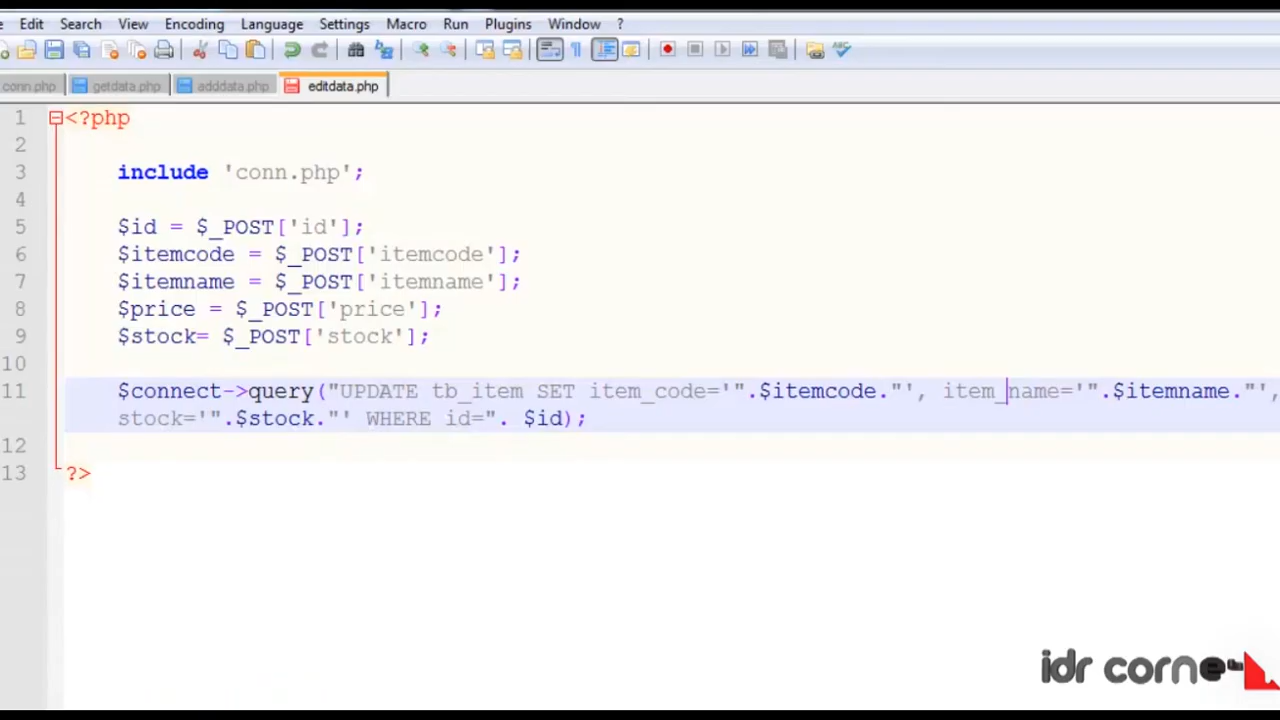 Edit Search View Encoding Language Settings Macro Run Plugins Window ?
conn.php getdata.php adddata.php editdata.php
1 <?php
2
3 include 'conn.php';
4
5 $id = $_POST['id'];
6 $itemcode = $_POST['itemcode'];
7 $itemname = $_POST['itemname'];
8 $price = $_POST['price'];
9 $stock= $_POST['stock'];
10
11 $connect->query("UPDATE tb_item SET item_code='".$itemcode."', item_name='".$itemname."',
stock='".$stock."' WHERE id=". $id);
12
13 ?>
idr corne